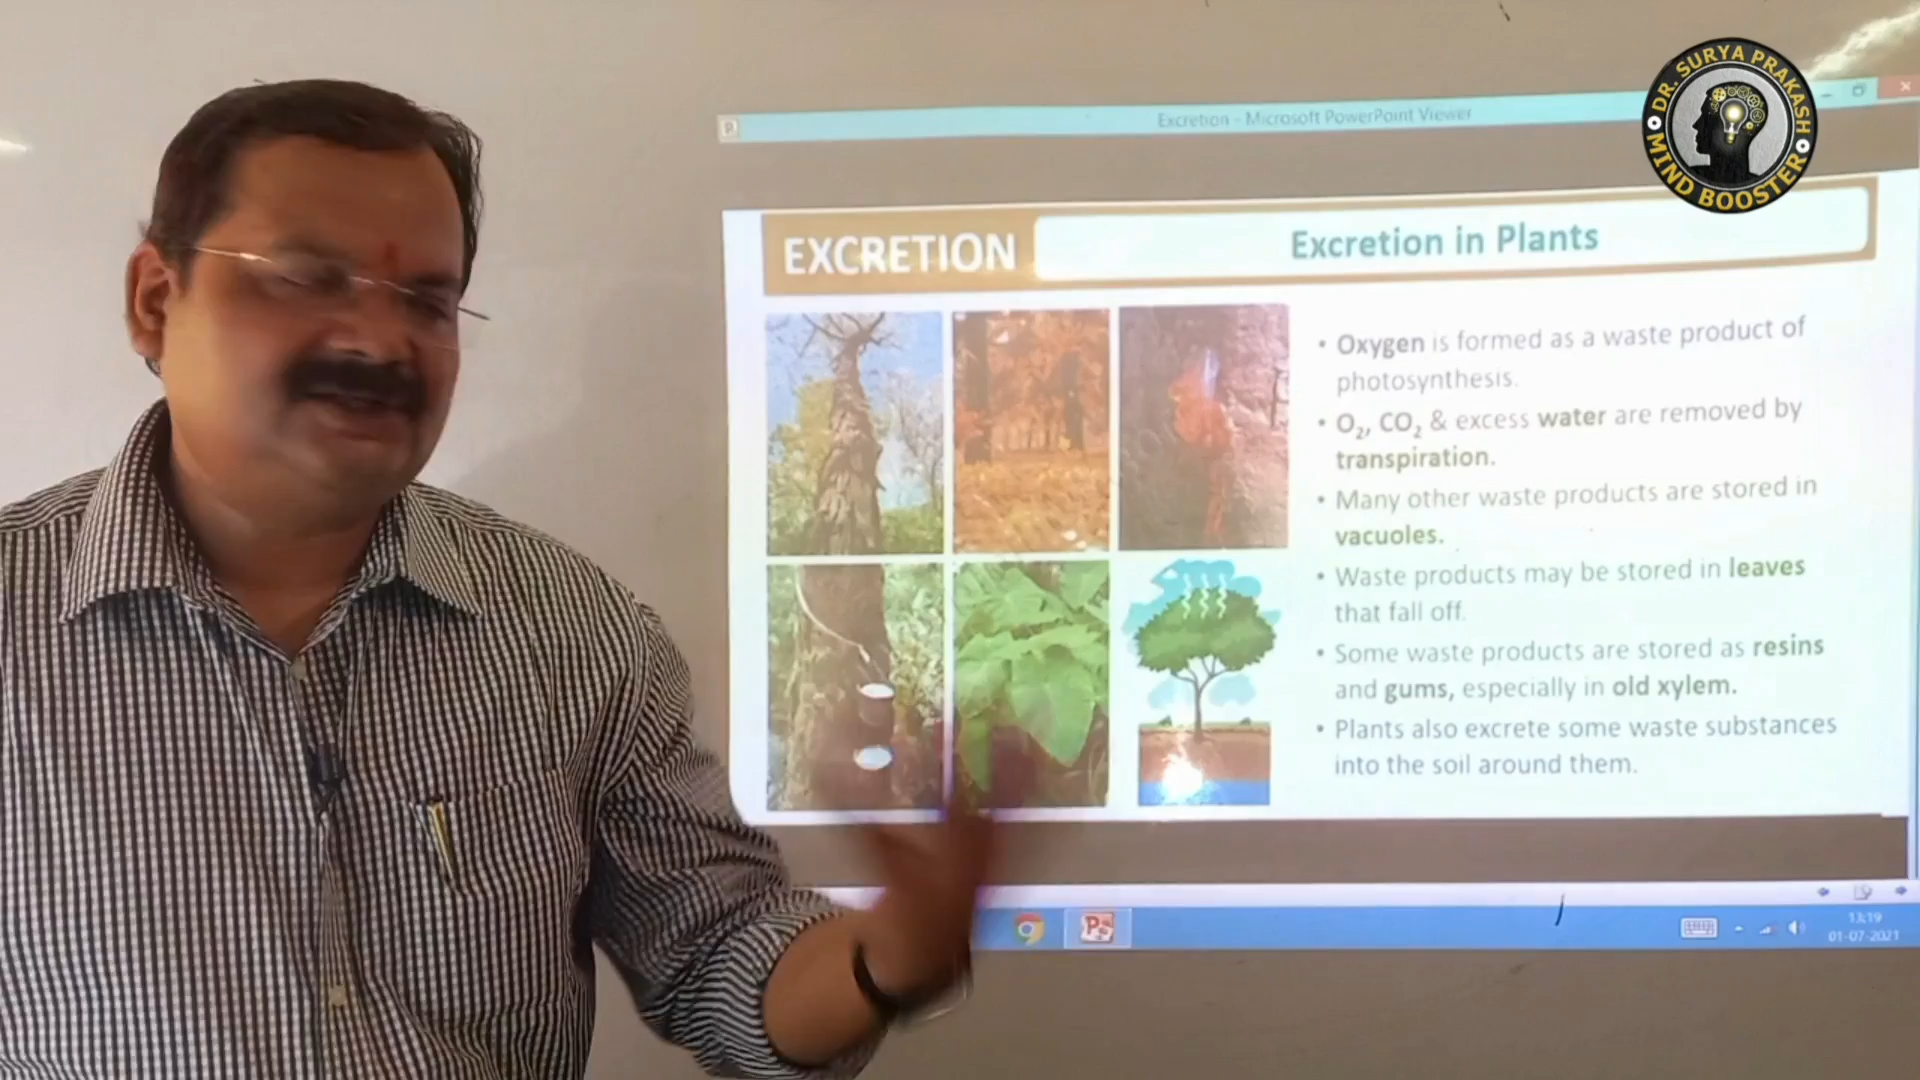 DR. SURYA PRAKASH
MIND BOOSTER
Excretion - Microsoft PowerPoint Viewer
EXCRETION
Excretion in Plants
• Oxygen is formed as a waste product of
photosynthesis.
• O₂, CO₂ & excess water are removed by
transpiration.
• Many other waste products are stored in
vacuoles.
• Waste products may be stored in leaves
that fall off.
• Some waste products are stored as resins
and gums, especially in old xylem.
• Plants also excrete some waste substances
into the soil around them.
13:19
01-07-2021